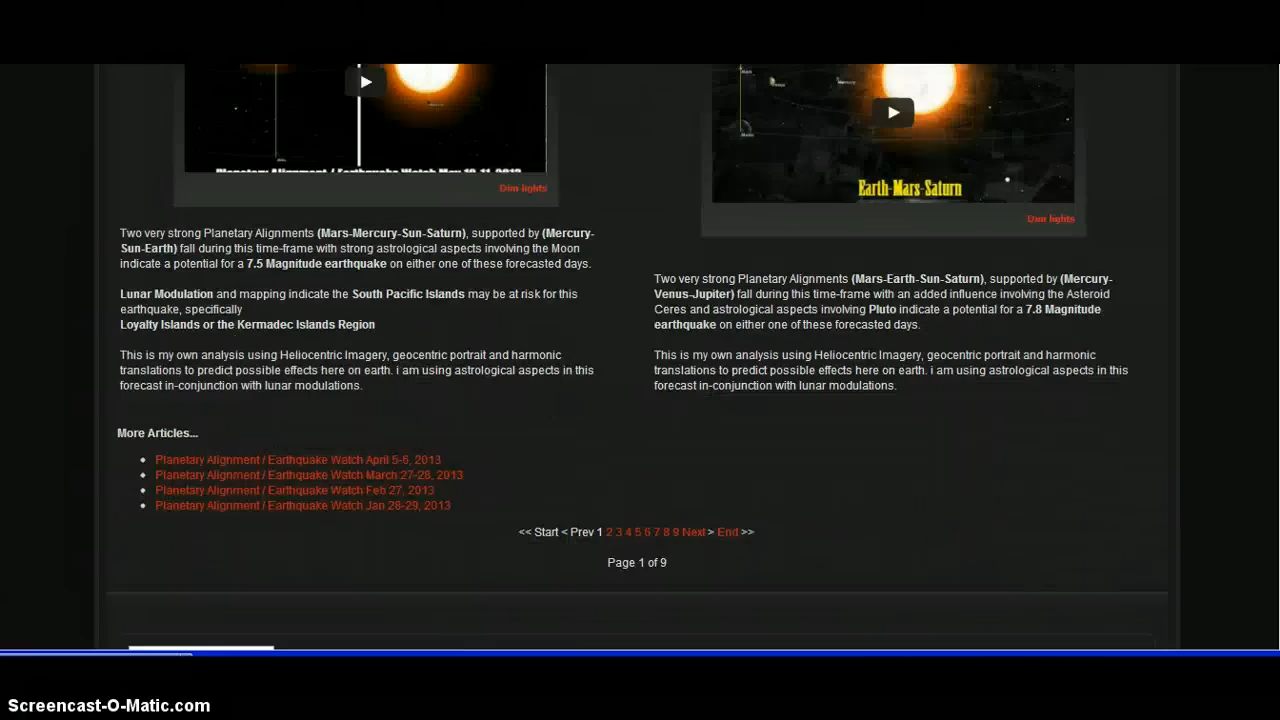 Planetary Alignment / Earthquake Watch May 10-11, 2013
Dim lights
Two very strong Planetary Alignments (Mars-Mercury-Sun-Saturn), supported by (Mercury-
Sun-Earth) fall during this time-frame with strong astrological aspects involving the Moon
indicate a potential for a 7.5 Magnitude earthquake on either one of these forecasted days.
Lunar Modulation and mapping indicate the South Pacific Islands may be at risk for this
earthquake, specifically
Loyalty Islands or the Kermadec Islands Region
This is my own analysis using Heliocentric Imagery, geocentric portrait and harmonic
translations to predict possible effects here on earth. i am using astrological aspects in this
forecast in-conjunction with lunar modulations.
Earth-Mars-Saturn
Dim lights
Two very strong Planetary Alignments (Mars-Earth-Sun-Saturn), supported by (Mercury-
Venus-Jupiter) fall during this time-frame with an added influence involving the Asteroid
Ceres and astrological aspects involving Pluto indicate a potential for a 7.8 Magnitude
earthquake on either one of these forecasted days.
This is my own analysis using Heliocentric Imagery, geocentric portrait and harmonic
translations to predict possible effects here on earth. i am using astrological aspects in this
forecast in-conjunction with lunar modulations.
More Articles...
Planetary Alignment / Earthquake Watch April 5-6, 2013
Planetary Alignment / Earthquake Watch March 27-28, 2013
Planetary Alignment / Earthquake Watch Feb 27, 2013
Planetary Alignment / Earthquake Watch Jan 28-29, 2013
<< Start < Prev 1 2 3 4 5 6 7 8 9 Next > End >>
Page 1 of 9
Screencast-O-Matic.com